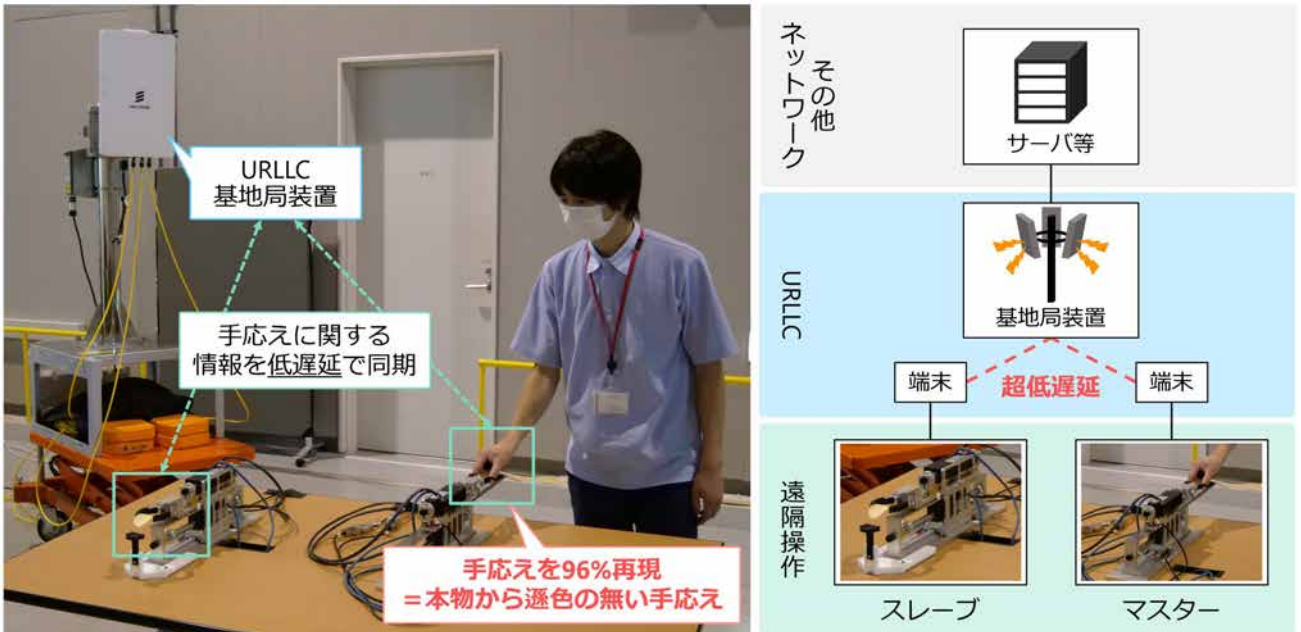 URLLC
基地局装置
手応えに関する
情報を低遅延で同期
手応えを96%再現
＝本物から遜色の無い手応え
その他
ネットワーク
サーバ等
URLLC
基地局装置
端末
超低遅延
端末
遠隔操作
スレーブ
マスター